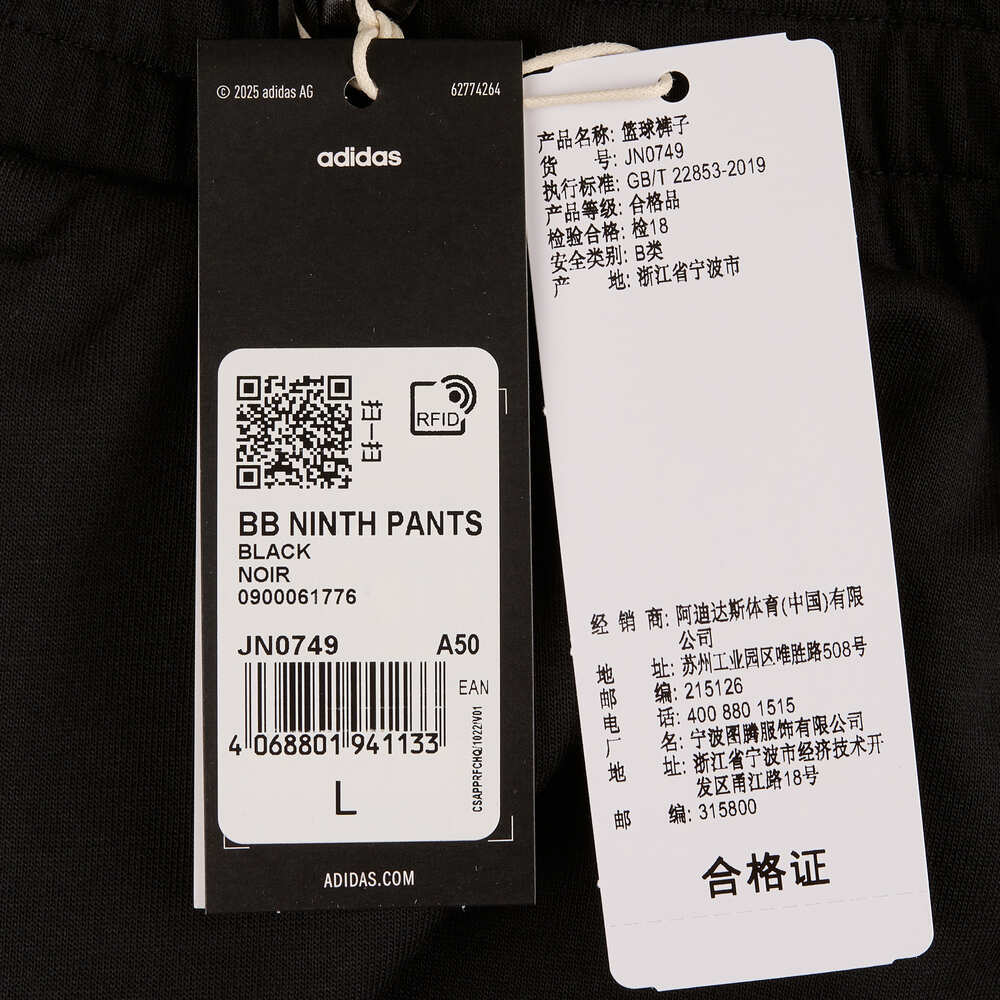 © 2025 adidas AG
62774264
adidas
扫一扫
RFID
BB NINTH PANTS
BLACK
NOIR
0900061776
JN0749 A50
EAN
4 068801 941133
CSAPPRFCHQ/1022/V01
L
ADIDAS.COM
产品名称: 篮球裤子
货 号: JN0749
执行标准: GB/T 22853-2019
产品等级: 合格品
检验合格: 检18
安全类别: B类
产 地: 浙江省宁波市
经 销 商: 阿迪达斯体育(中国)有限
公司
地 址: 苏州工业园区唯胜路508号
邮 编: 215126
电 话: 400 880 1515
厂 名: 宁波图腾服饰有限公司
地 址: 浙江省宁波市经济技术开
发区甬江路18号
邮 编: 315800
合格证